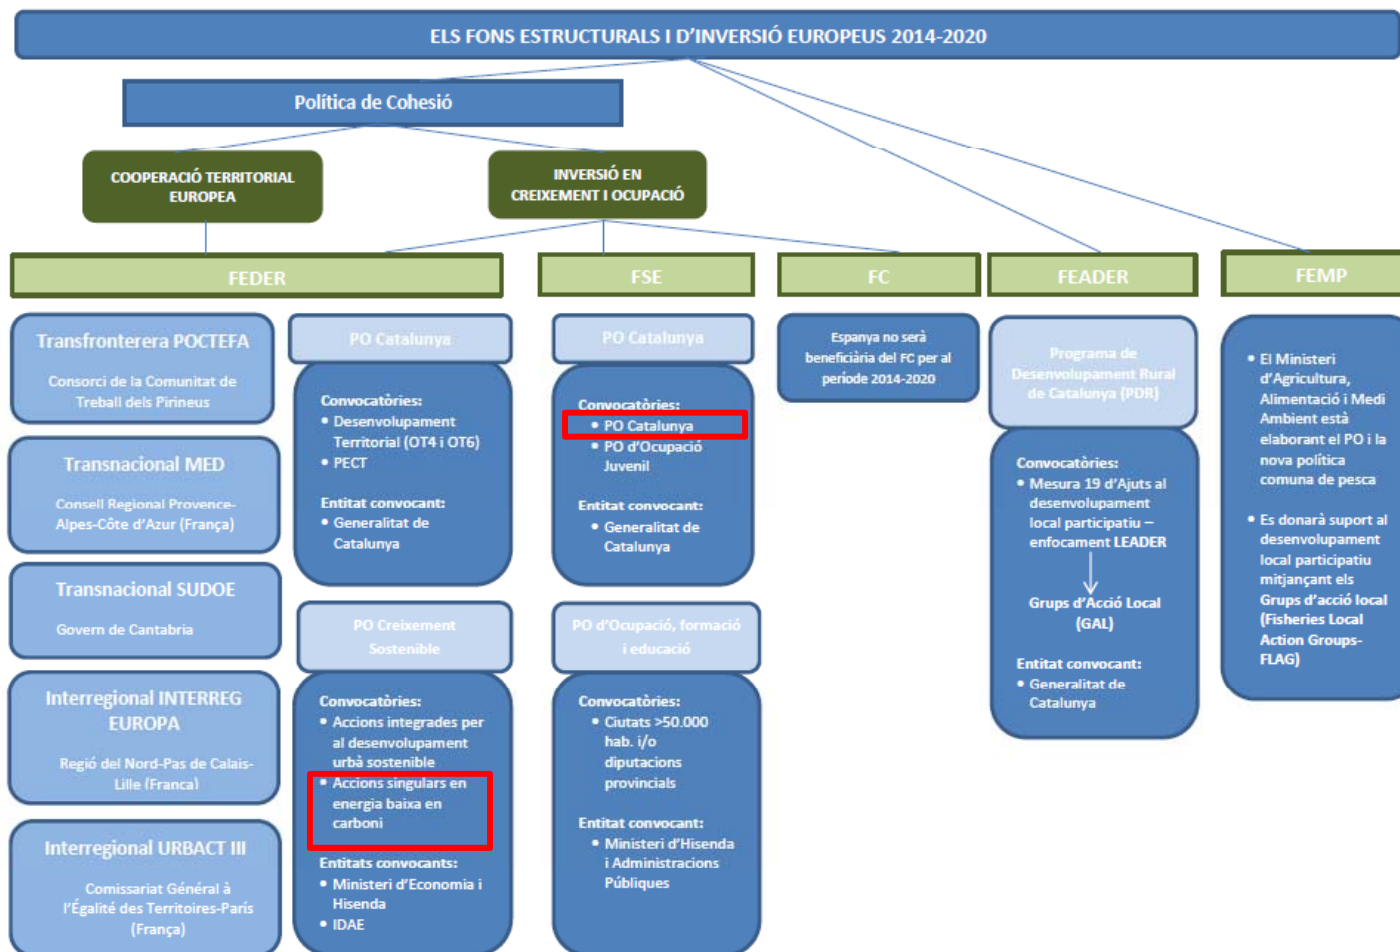 ELS FONS ESTRUCTURALS I D'INVERSIÓ EUROPEUS 2014-2020
Política de Cohesió
COOPERACIÓ TERRITORIAL
EUROPEA
INVERSIÓ EN
CREIXEMENT I OCUPACIÓ
FEDER
FSE
FC
FEADER
FEMP
Transfronterera POCTEFA
Consorci de la Comunitat de
Treball dels Pirineus
Transnacional MED
Consell Regional Provence-
Alpes-Côte d'Azur (França)
Transnacional SUDOE
Govern de Cantabria
Interregional INTERREG
EUROPA
Regió del Nord-Pas de Calais-
Lille (Franca)
Interregional URBACT III
Comissariat Général à
l'Égalité des Territoires-París
(França)
PO Catalunya
Convocatòries:
• Desenvolupament
Territorial (OT4 i OT6)
• PECT
Entitat convocant:
• Generalitat de
Catalunya
PO Creixement
Sostenible
Convocatòries:
• Accions integrades per
al desenvolupament
urbà sostenible
• Accions singulars en
energia baixa en
carboni
Entitats convocants:
• Ministeri d'Economia i
Hisenda
• IDAE
PO Catalunya
Convocatòries:
• PO Catalunya
• PO d'Ocupació
Juvenil
Entitat convocant:
• Generalitat de
Catalunya
PO d'Ocupació, formació
i educació
Convocatòries:
• Ciutats >50.000
hab. i/o
diputacions
provincials
Entitat convocant:
• Ministeri d'Hisenda
i Administracions
Públiques
Espanya no serà
beneficiària del FC per al
període 2014-2020
Programa de
Desenvolupament Rural
de Catalunya (PDR)
Convocatòries:
• Mesura 19 d'Ajuts al
desenvolupament
local participatiu –
enfocament LEADER
Grups d'Acció Local
(GAL)
Entitat convocant:
• Generalitat de
Catalunya
• El Ministeri
d'Agricultura,
Alimentació i Medi
Ambient està
elaborant el PO i la
nova política
comuna de pesca
• Es donarà suport al
desenvolupament
local participatiu
mitjançant els
Grups d'acció local
(Fisheries Local
Action Groups-
FLAG)